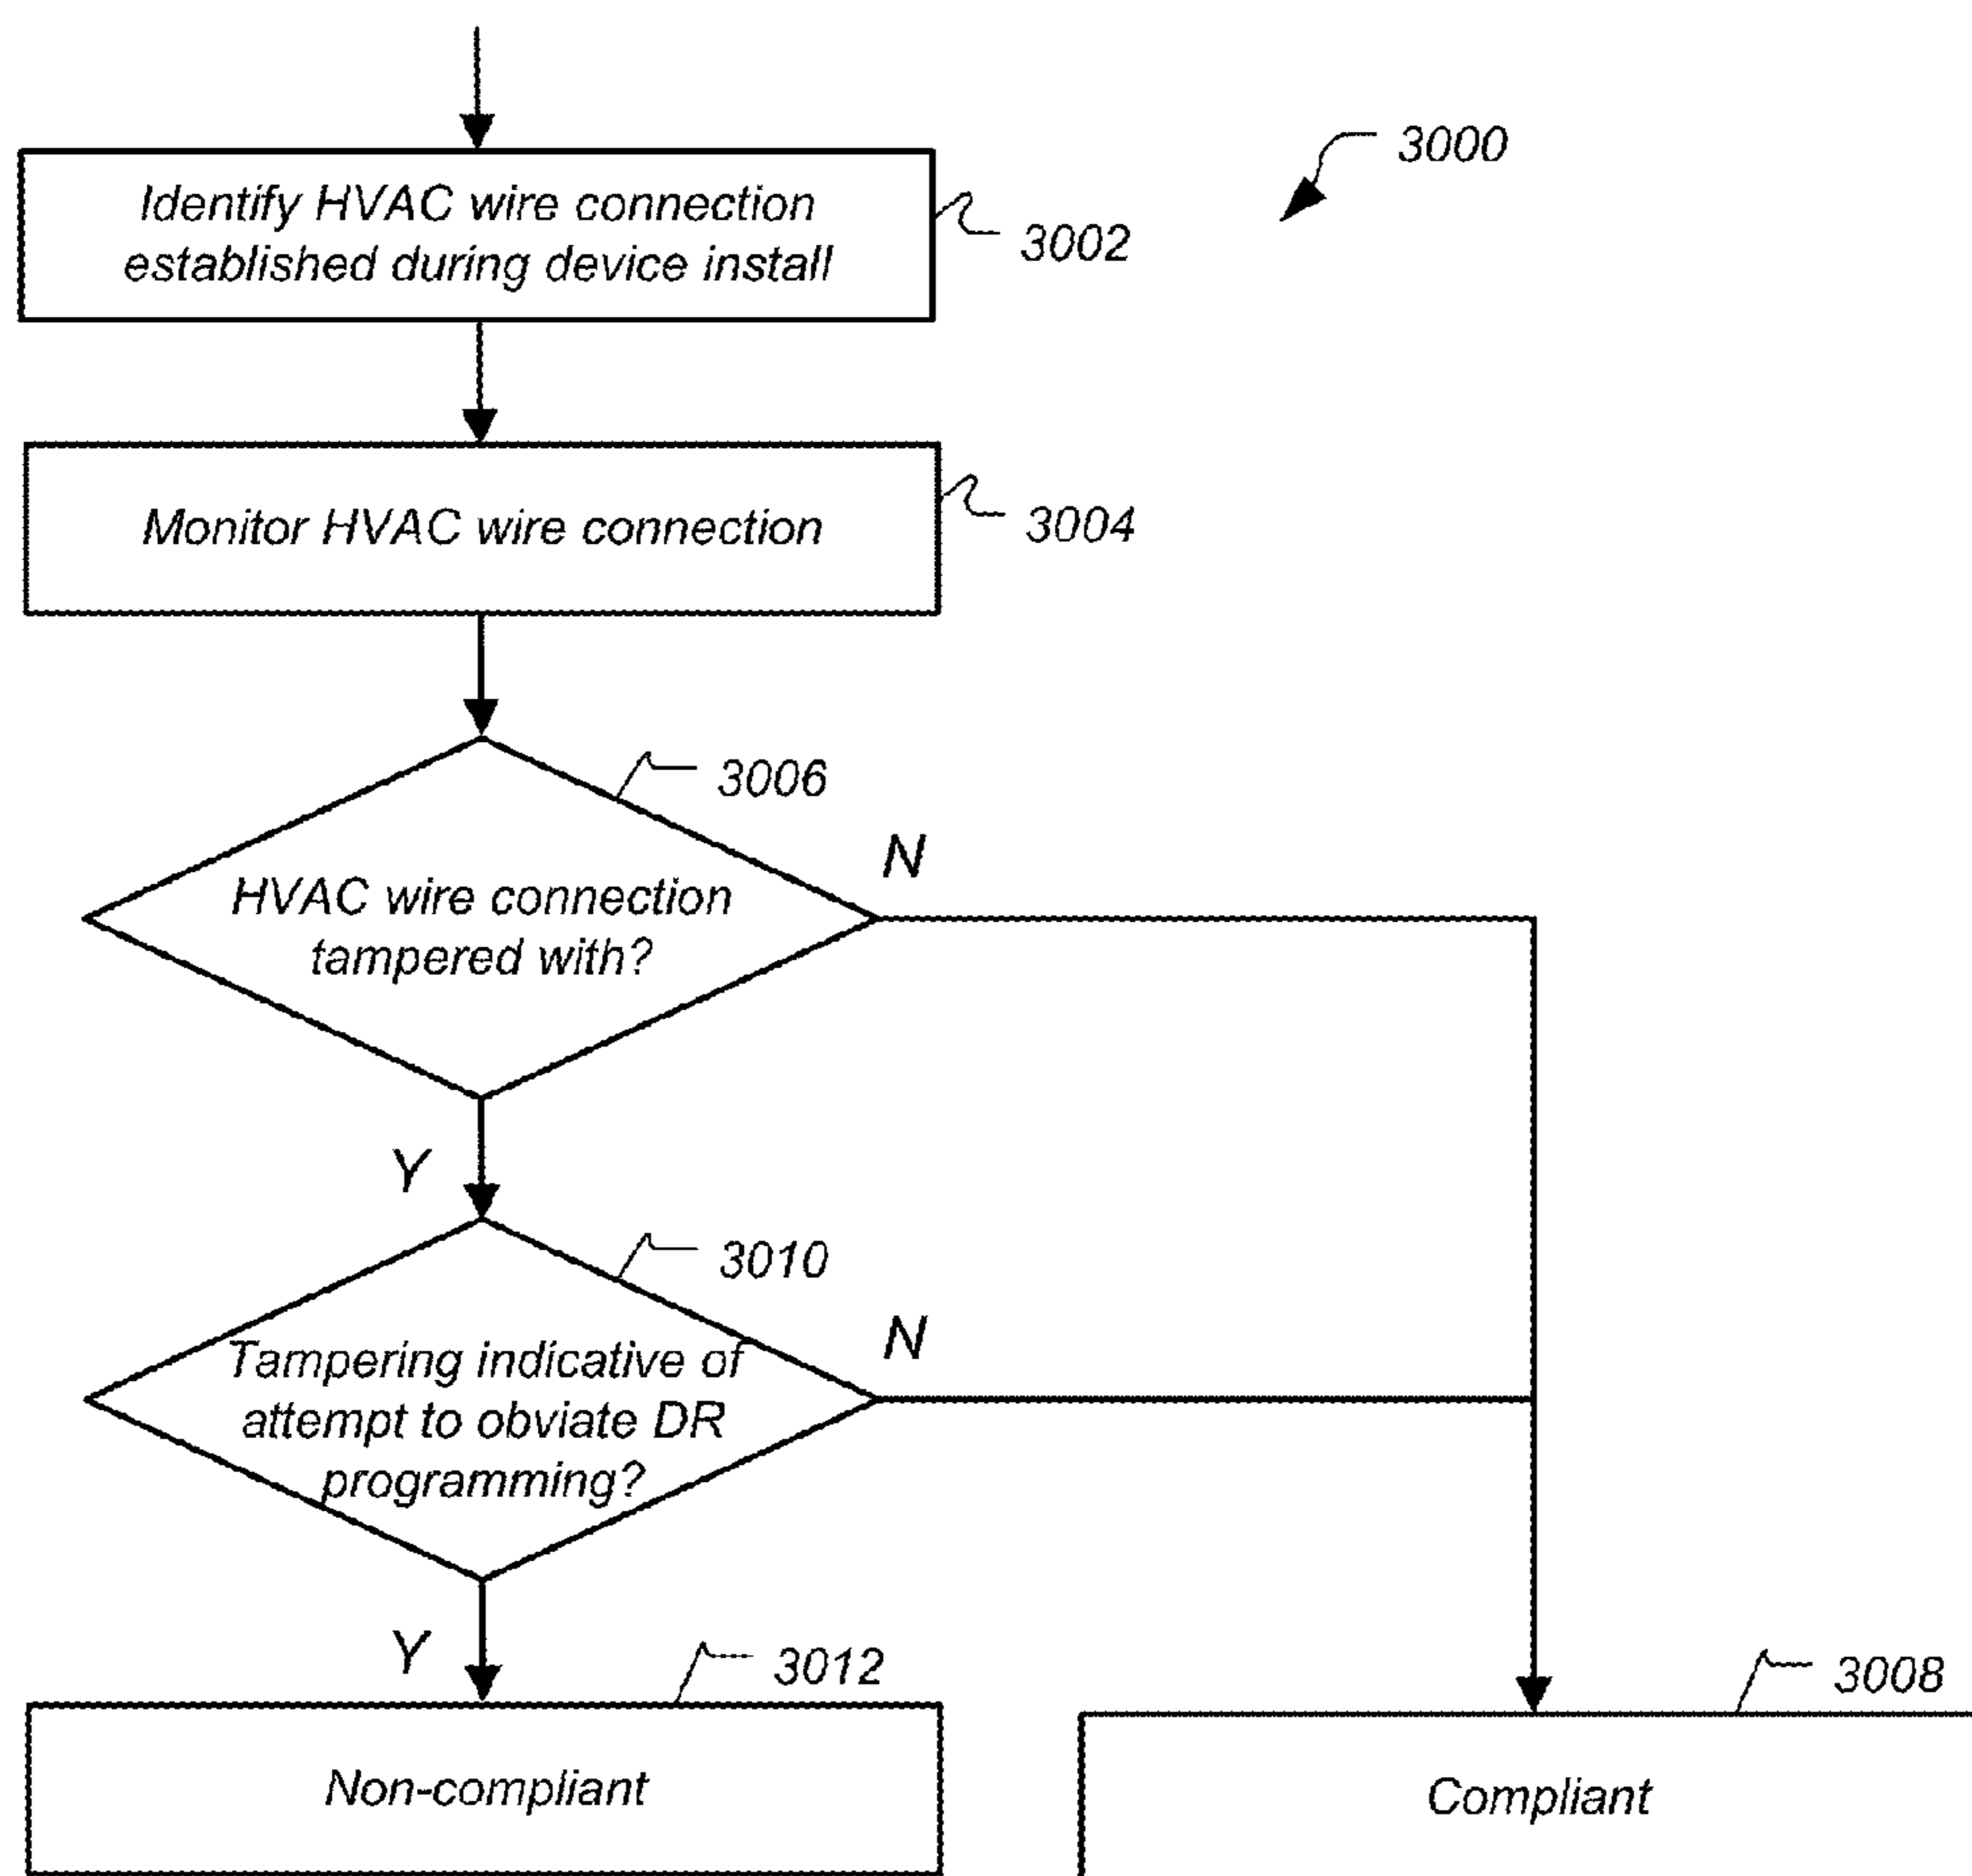 3000
Identify HVAC wire connection
established during device install
3002
Monitor HVAC wire connection
3004
3006
N
HVAC wire connection
tampered with?
Y
3010
N
Tampering indicative of
attempt to obviate DR
programming?
Y
3012
3008
Non-compliant
Compliant